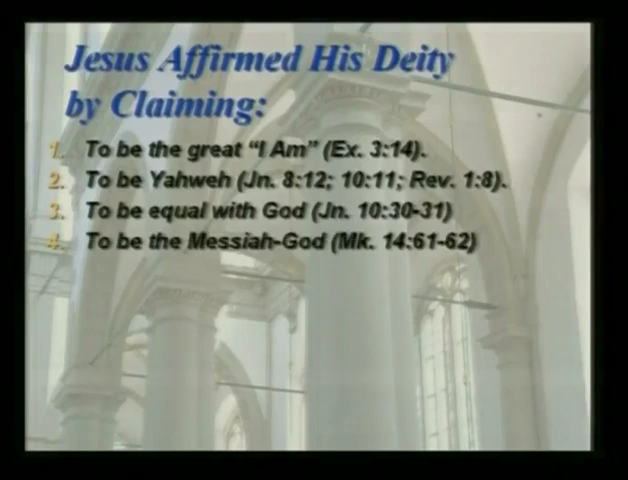 Jesus Affirmed His Deity
by Claiming:
1. To be the great “I Am” (Ex. 3:14).
2. To be Yahweh (Jn. 8:12; 10:11; Rev. 1:8).
3. To be equal with God (Jn. 10:30-31)
4. To be the Messiah-God (Mk. 14:61-62)